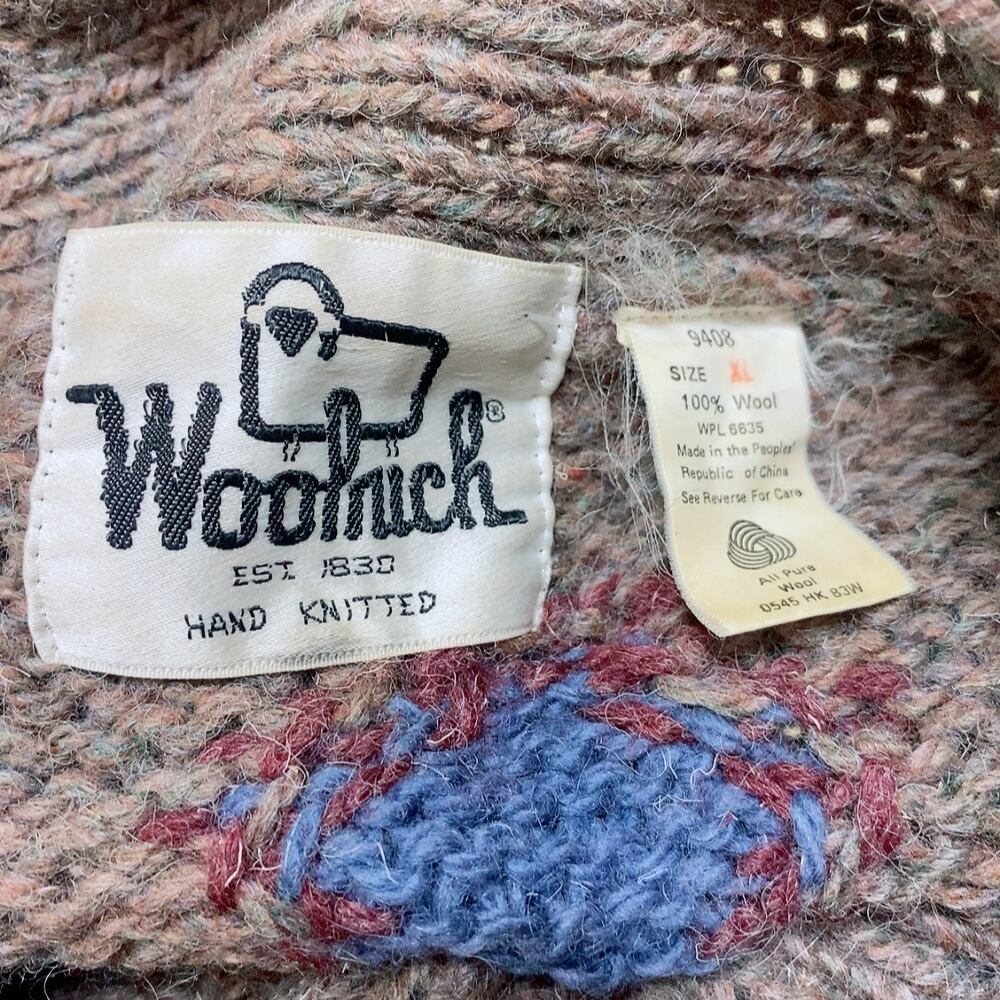 Woolrich®
EST. 1830
HAND KNITTED
9408
SIZE XL
100% Wool
WPL 6635
Made in the Peoples'
Republic of China
See Reverse For Care
All Pure
Wool
0545 HK 83W